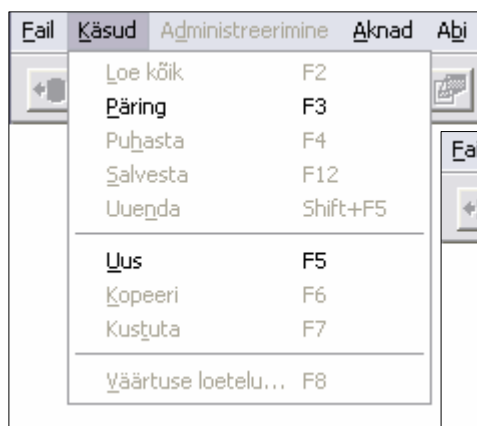 Fail Käsud Administreerimine Aknad Abi
Loe kõik F2
Päring F3
Puhasta F4
Salvesta F12
Uuenda Shift+F5
Uus F5
Kopeeri F6
Kustuta F7
Väärtuse loetelu... F8